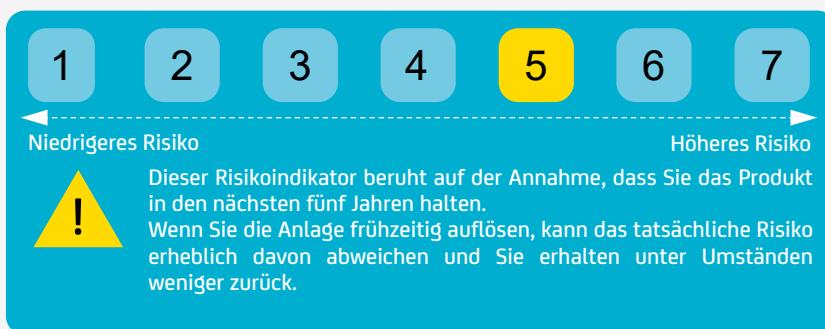 1 2 3 4 5 6 7
Niedrigeres Risiko Höheres Risiko
Dieser Risikoindikator beruht auf der Annahme, dass Sie das Produkt
in den nächsten fünf Jahren halten.
Wenn Sie die Anlage frühzeitig auflösen, kann das tatsächliche Risiko
erheblich davon abweichen und Sie erhalten unter Umständen
weniger zurück.
!